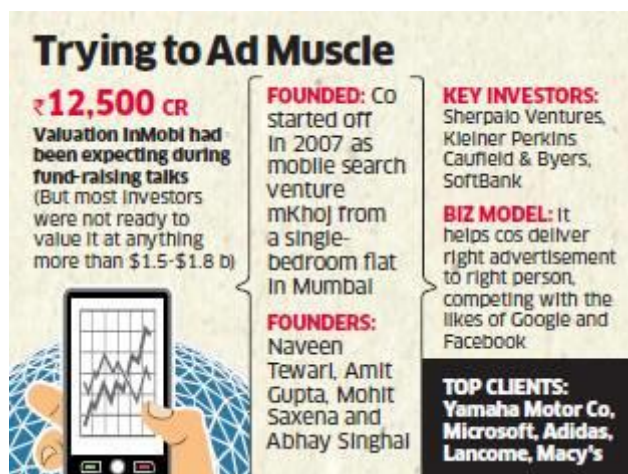 Trying to Ad Muscle
₹12,500 CR
Valuation InMobi had
been expecting during
fund-raising talks
(But most investors
were not ready to
value it at anything
more than $1.5-$1.8 b)
FOUNDED: Co
started off
in 2007 as
mobile search
venture
mKhoj from
a single-
bedroom flat
in Mumbai
FOUNDERS:
Naveen
Tewari, Amit
Gupta, Mohit
Saxena and
Abhay Singhal
KEY INVESTORS:
Sherpalo Ventures,
Kleiner Perkins
Caufield & Byers,
SoftBank
BIZ MODEL: It
helps cos deliver
right advertisement
to right person,
competing with the
likes of Google and
Facebook
TOP CLIENTS:
Yamaha Motor Co,
Microsoft, Adidas,
Lancome, Macy's